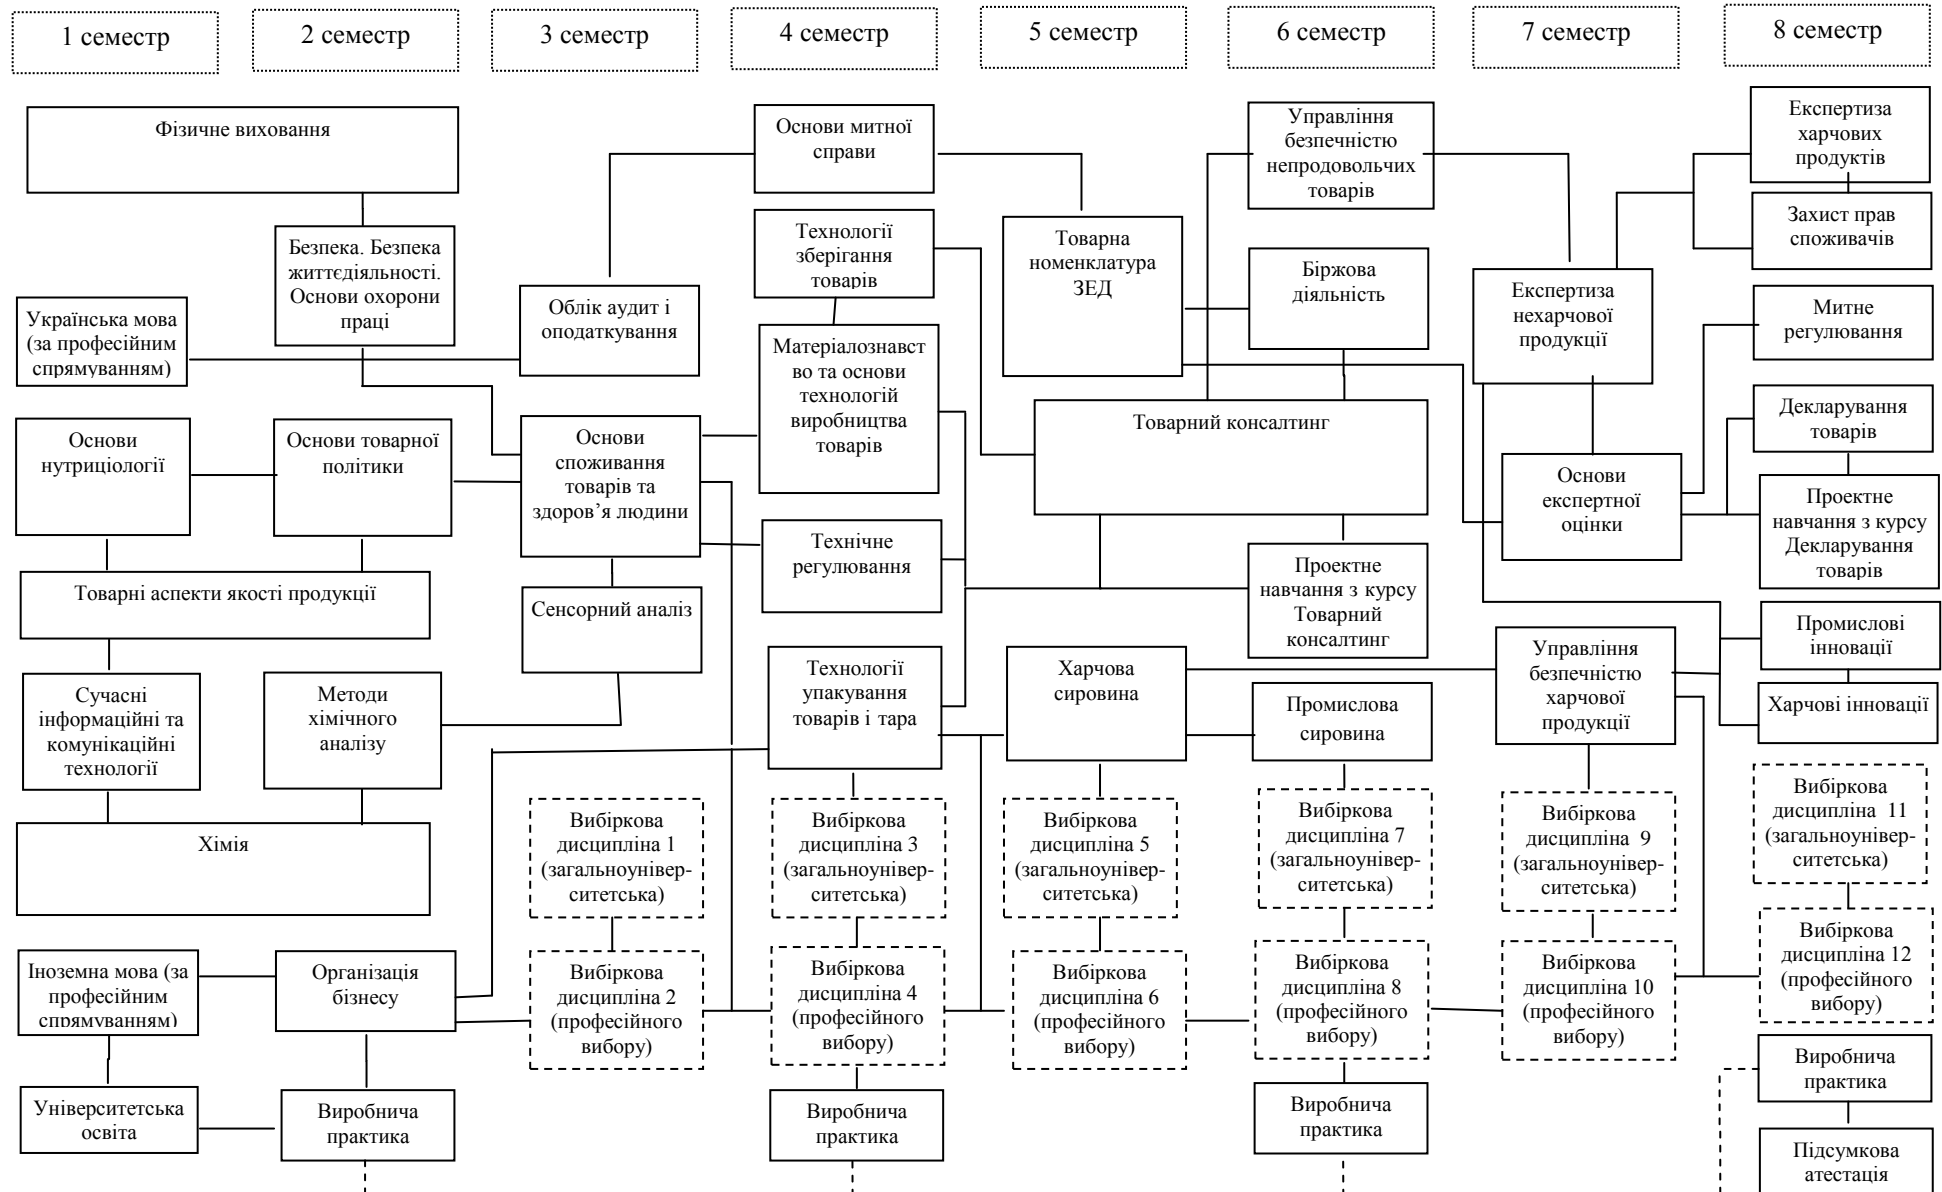 1 семестр
2 семестр
3 семестр
4 семестр
5 семестр
6 семестр
7 семестр
8 семестр
Фізичне виховання
Безпека. Безпека
життєдіяльності.
Основи охорони
праці
Українська мова
(за професійним
спрямуванням)
Основи
нутриціології
Основи товарної
політики
Товарні аспекти якості продукції
Сучасні
інформаційні та
комунікаційні
технології
Методи
хімічного
аналізу
Хімія
Іноземна мова (за
професійним
спрямуванням)
Організація
бізнесу
Університетська
освіта
Виробнича
практика
Облік аудит і
оподаткування
Основи
споживання
товарів та
здоров’я людини
Сенсорний аналіз
Вибіркова
дисципліна 1
(загальноунівер-
ситетська)
Вибіркова
дисципліна 2
(професійного
вибору)
Основи митної
справи
Технології
зберігання
товарів
Матеріалознавст
во та основи
технологій
виробництва
товарів
Технічне
регулювання
Технології
упакування
товарів і тара
Вибіркова
дисципліна 3
(загальноунівер-
ситетська)
Вибіркова
дисципліна 4
(професійного
вибору)
Виробнича
практика
Товарна
номенклатура
ЗЕД
Товарний консалтинг
Харчова
сировина
Вибіркова
дисципліна 5
(загальноунівер-
ситетська)
Вибіркова
дисципліна 6
(професійного
вибору)
Управління
безпечністю
непродовольчих
товарів
Біржова
діяльність
Проектне
навчання з курсу
Товарний
консалтинг
Промислова
сировина
Вибіркова
дисципліна 7
(загальноунівер-
ситетська)
Вибіркова
дисципліна 8
(професійного
вибору)
Виробнича
практика
Експертиза
нехарчової
продукції
Основи
експертної
оцінки
Управління
безпечністю
харчової
продукції
Вибіркова
дисципліна 9
(загальноунівер-
ситетська)
Вибіркова
дисципліна 10
(професійного
вибору)
Експертиза
харчових
продуктів
Захист прав
споживачів
Митне
регулювання
Декларування
товарів
Проектне
навчання з курсу
Декларування
товарів
Промислові
інновації
Харчові інновації
Вибіркова
дисципліна 11
(загальноунівер-
ситетська)
Вибіркова
дисципліна 12
(професійного
вибору)
Виробнича
практика
Підсумкова
атестація